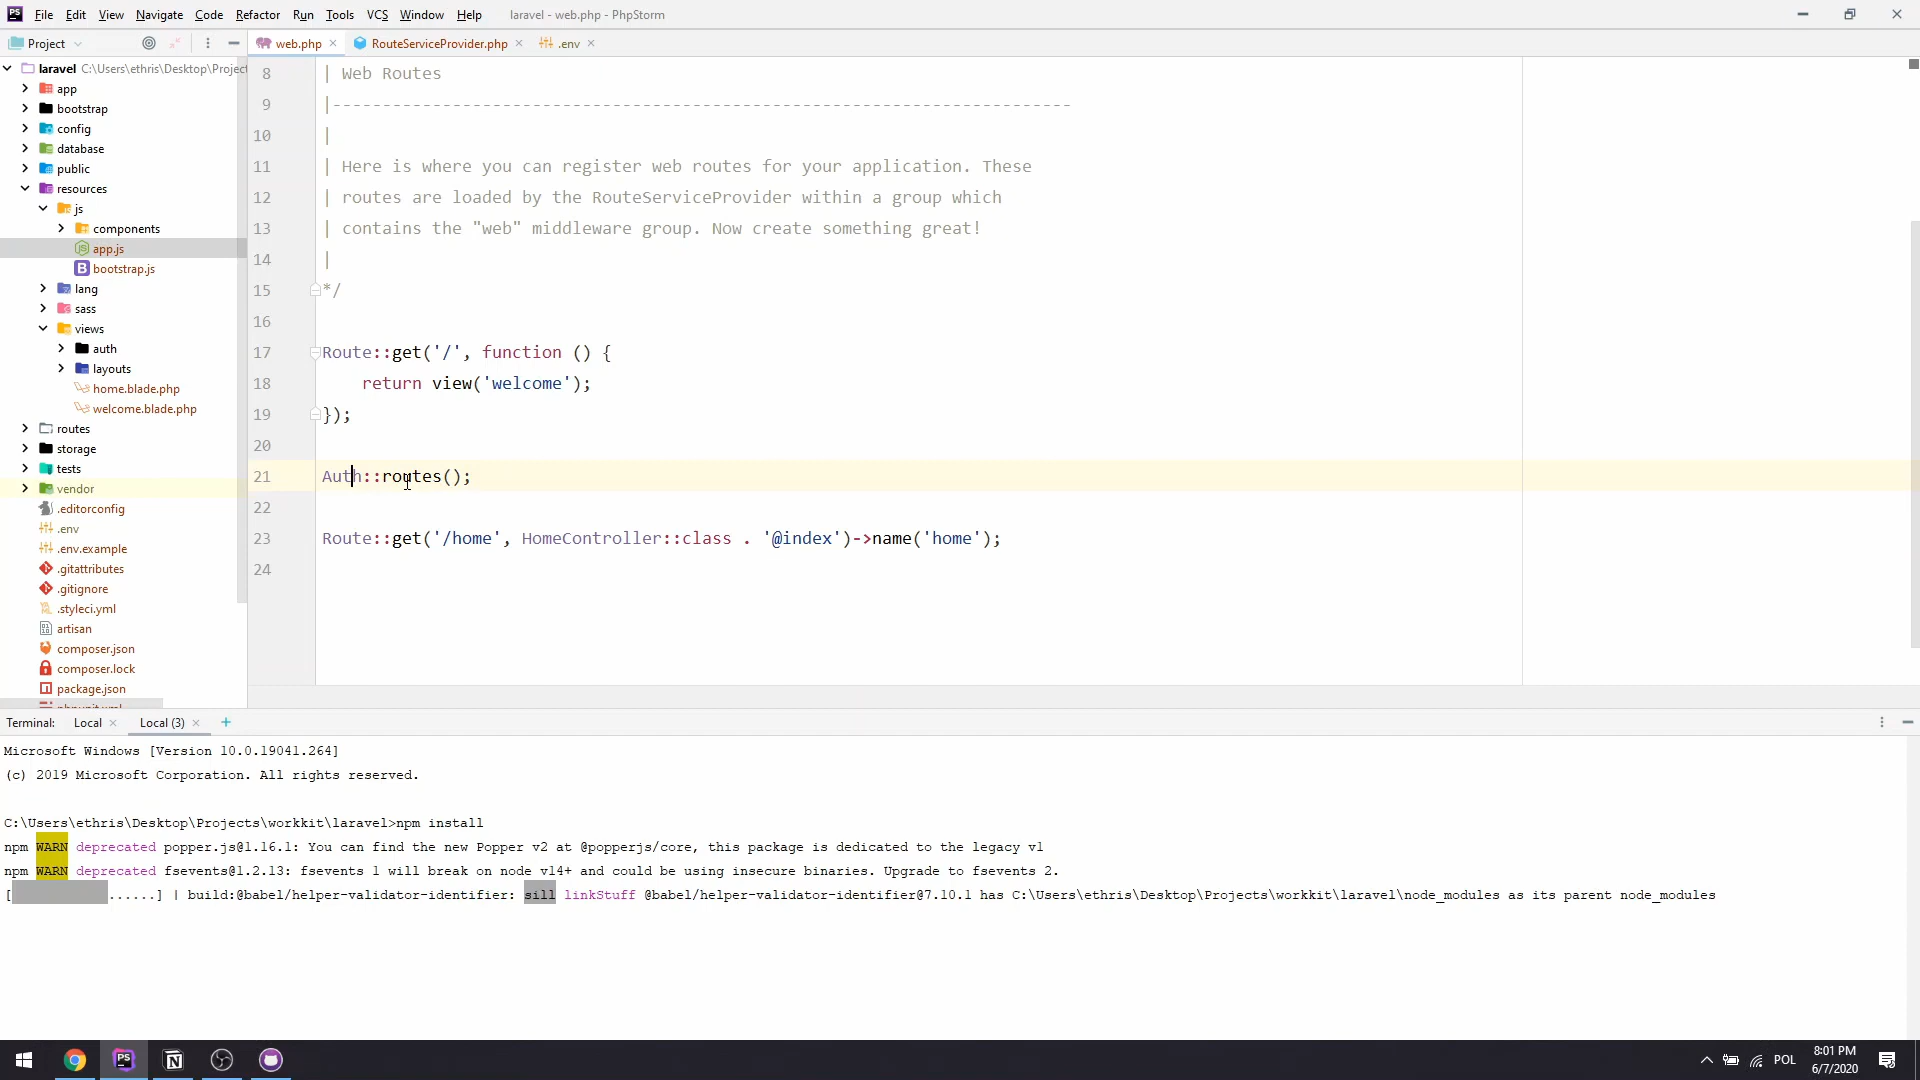 File Edit View Navigate Code Refactor Run Tools VCS Window Help laravel - web.php - PhpStorm
Project
web.php RouteServiceProvider.php .env
laravel C:\Users\ethris\Desktop\Project
app
bootstrap
config
database
public
resources
js
components
app.js
bootstrap.js
lang
sass
views
auth
layouts
home.blade.php
welcome.blade.php
routes
storage
tests
vendor
.editorconfig
.env
.env.example
.gitattributes
.gitignore
.styleci.yml
artisan
composer.json
composer.lock
package.json
8 | Web Routes
9 |--------------------------------------------------------------------------
10 |
11 | Here is where you can register web routes for your application. These
12 | routes are loaded by the RouteServiceProvider within a group which
13 | contains the "web" middleware group. Now create something great!
14 |
15 */
16
17 Route::get('/', function () {
18 return view('welcome');
19 });
20
21 Auth::routes();
22
23 Route::get('/home', HomeController::class . '@index')->name('home');
24
Terminal: Local Local (3) +
Microsoft Windows [Version 10.0.19041.264]
(c) 2019 Microsoft Corporation. All rights reserved.
C:\Users\ethris\Desktop\Projects\workkit\laravel>npm install
npm WARN deprecated popper.js@1.16.1: You can find the new Popper v2 at @popperjs/core, this package is dedicated to the legacy v1
npm WARN deprecated fsevents@1.2.13: fsevents 1 will break on node v14+ and could be using insecure binaries. Upgrade to fsevents 2.
[ ......] | build:@babel/helper-validator-identifier: sill linkStuff @babel/helper-validator-identifier@7.10.1 has C:\Users\ethris\Desktop\Projects\workkit\laravel\node_modules as its parent node_modules
POL
8:01 PM
6/7/2020